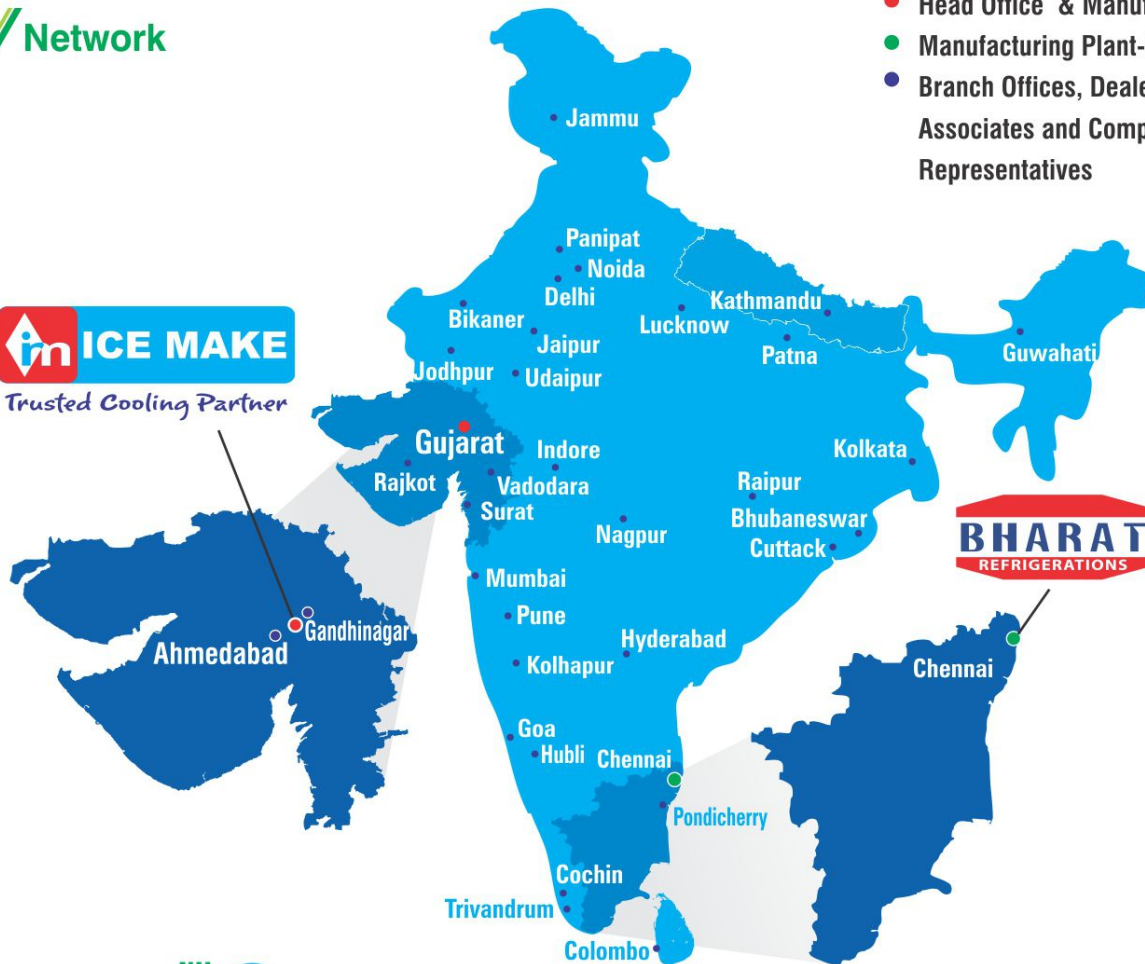 Network
Head Office & Manuf
Manufacturing Plant-
Branch Offices, Deale
Associates and Comp
Representatives
Jammu
Panipat
Noida
Delhi
Bikaner
Lucknow
Kathmandu
Jaipur
Patna
Guwahati
Jodhpur
Udaipur
im ICE MAKE
Trusted Cooling Partner
Gujarat
Indore
Kolkata
Rajkot
Vadodara
Raipur
Surat
Bhubaneswar
Nagpur
Cuttack
BHARAT
REFRIGERATIONS
Mumbai
Pune
Gandhinagar
Ahmedabad
Hyderabad
Kolhapur
Chennai
Goa
Hubli
Chennai
Pondicherry
Cochin
Trivandrum
Colombo